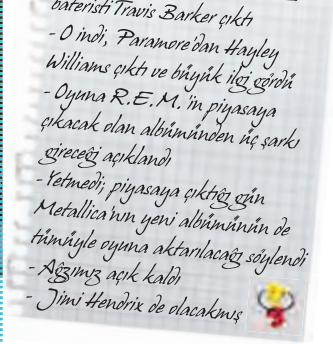 bateristi Travis Barker çıktı
- O indi, Paramore'dan Hayley
Williams çıktı ve büyük ilgi gördü
- Oyuna R.E.M.'in piyasaya
çıkacak olan albümünden üç şarkı
gireceği açıklandı
- Yetmedi; piyasaya çıktığı gün
Metallica'nın yeni albümünün de
tümüyle oyuna aktarılacağı söylendi
- Ağzımız açık kaldı
- Jimi Hendrix de olacakmış